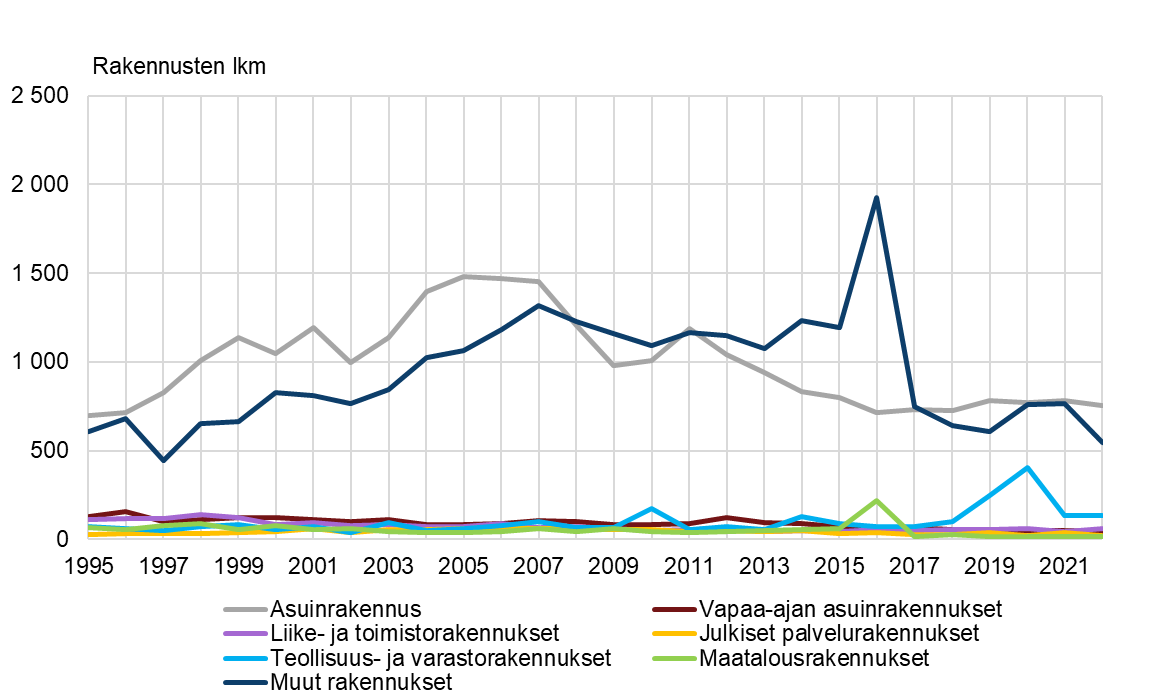 Rakennusten lkm
2 500
2 000
1 500
1 000
500
0
1995 1997 1999 2001 2003 2005 2007 2009 2011 2013 2015 2017 2019 2021
Asuinrakennus Vapaa-ajan asuinrakennukset
Liike- ja toimistorakennukset Julkiset palvelurakennukset
Teollisuus- ja varastorakennukset Maatalousrakennukset
Muut rakennukset